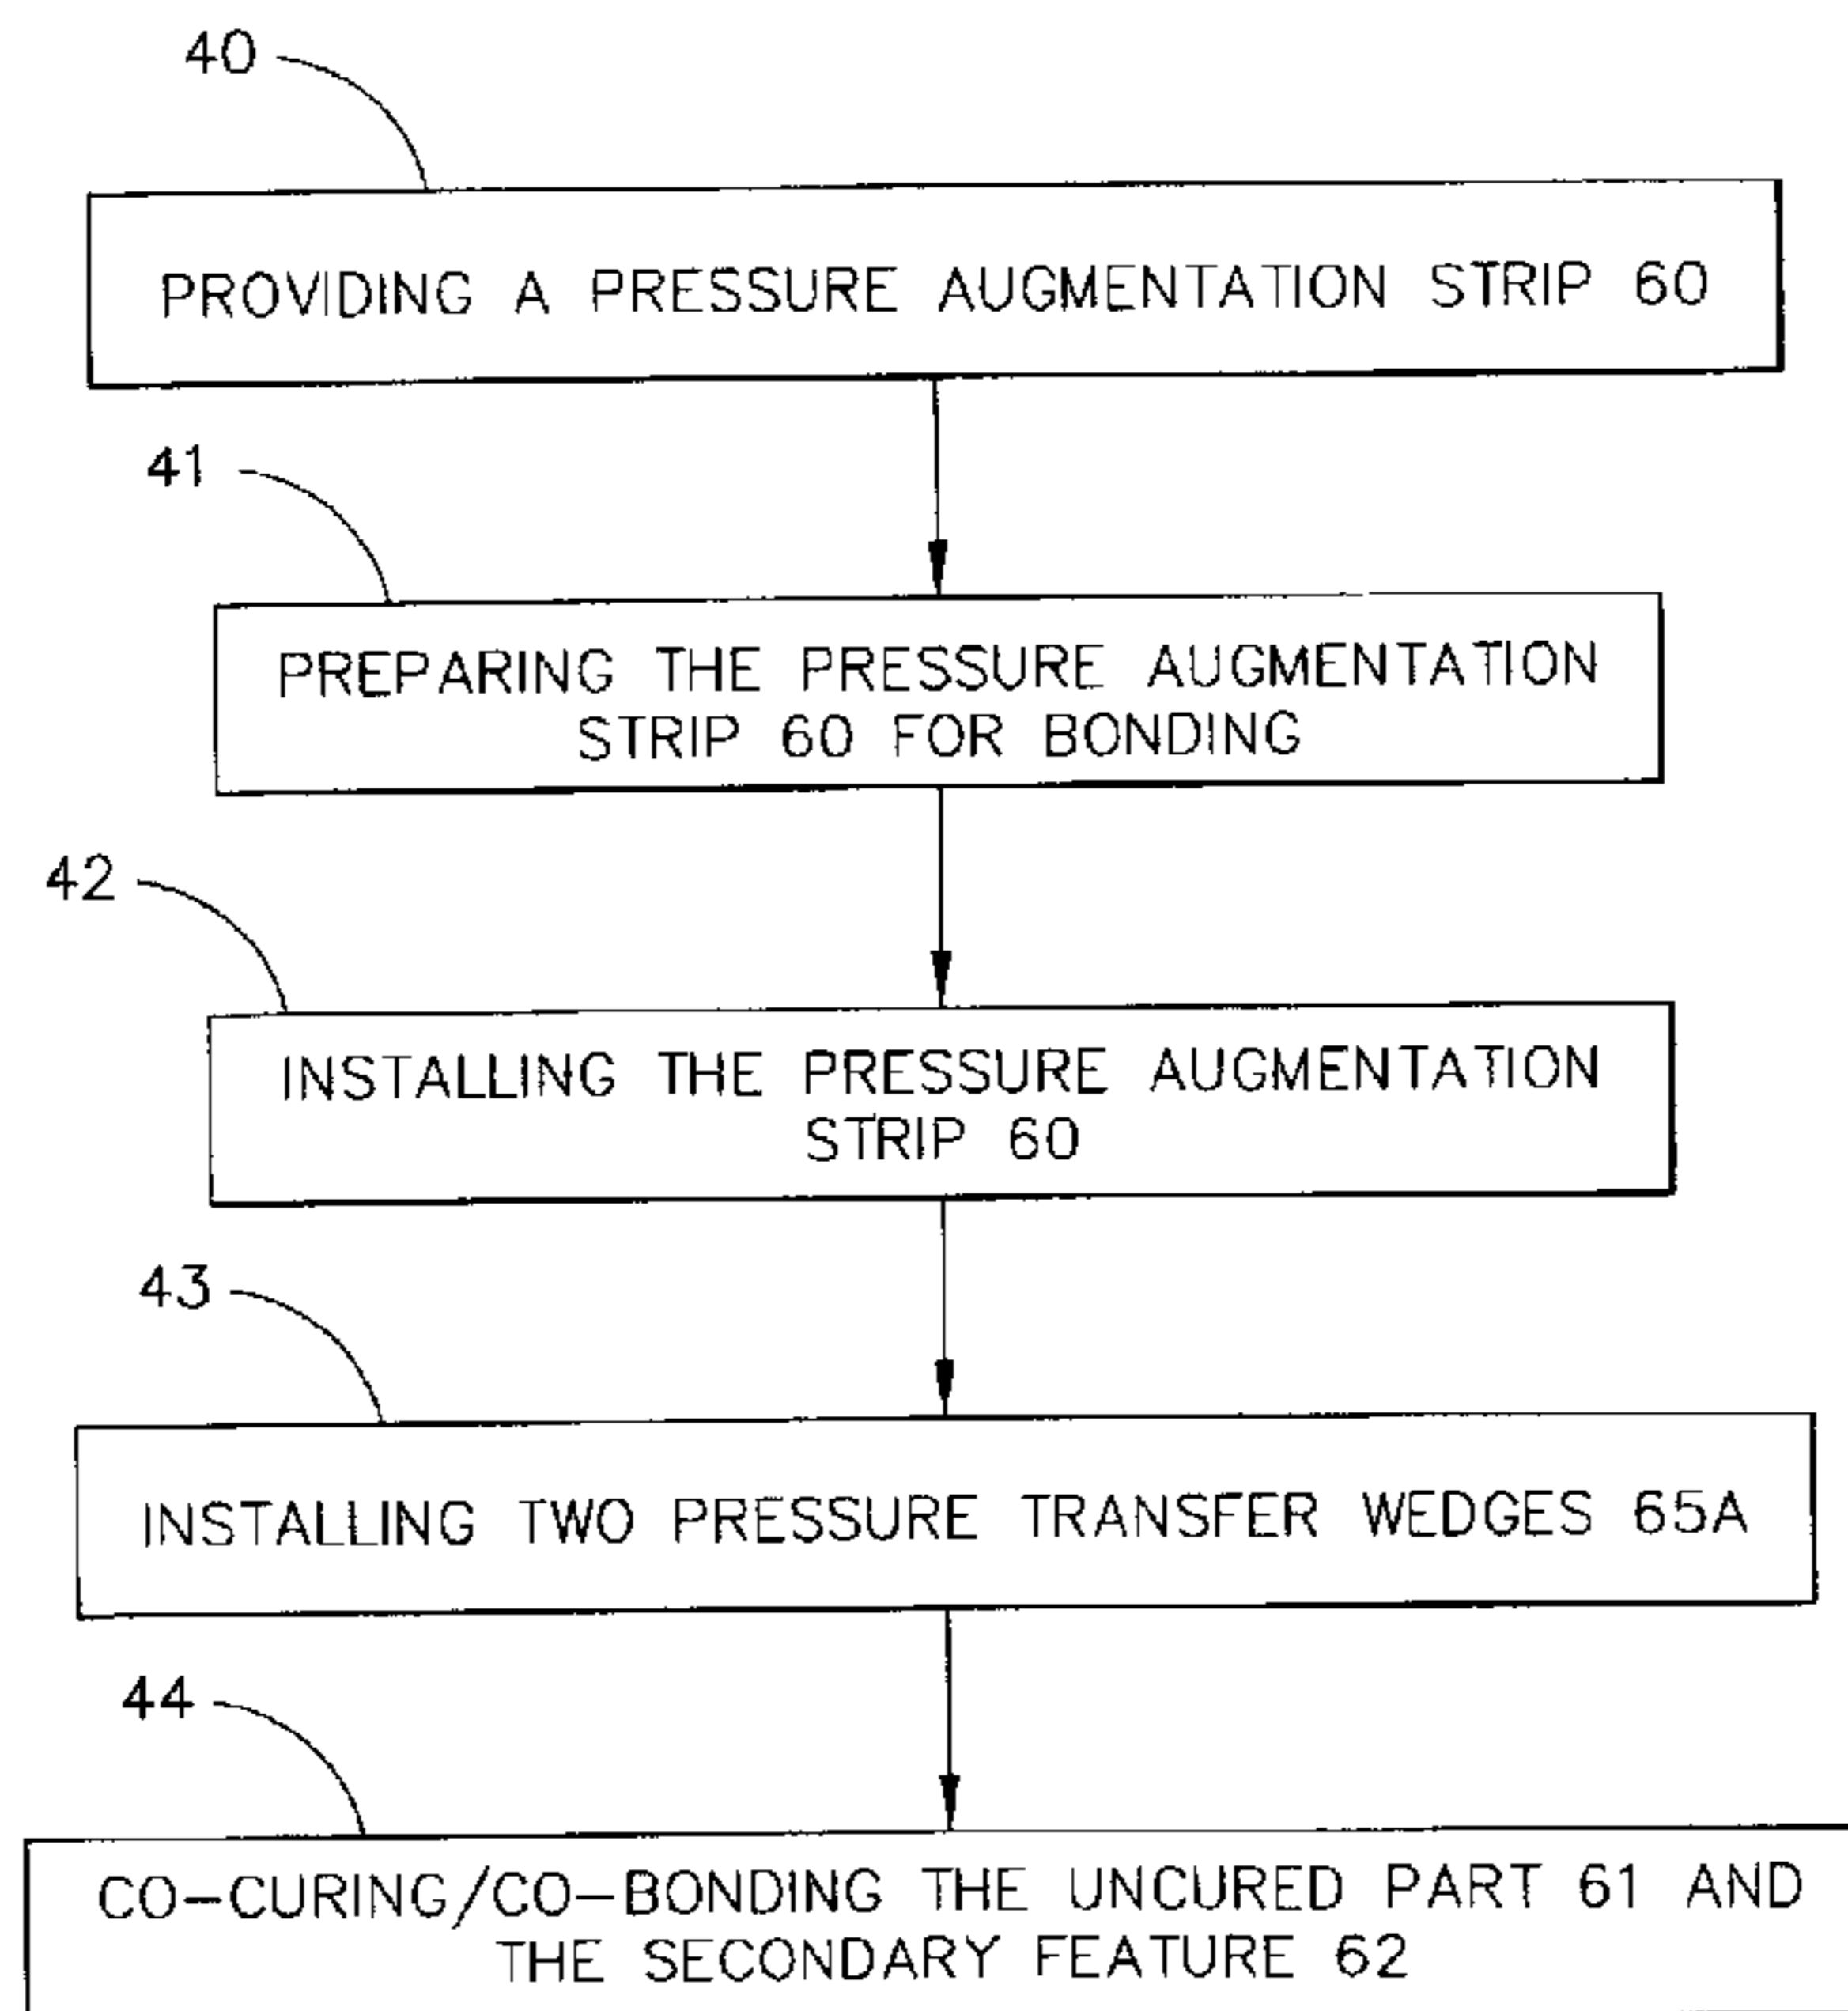 40
PROVIDING A PRESSURE AUGMENTATION STRIP 60
41
PREPARING THE PRESSURE AUGMENTATION
STRIP 60 FOR BONDING
42
INSTALLING THE PRESSURE AUGMENTATION
STRIP 60
43
INSTALLING TWO PRESSURE TRANSFER WEDGES 65A
44
CO-CURING/CO-BONDING THE UNCURED PART 61 AND
THE SECONDARY FEATURE 62